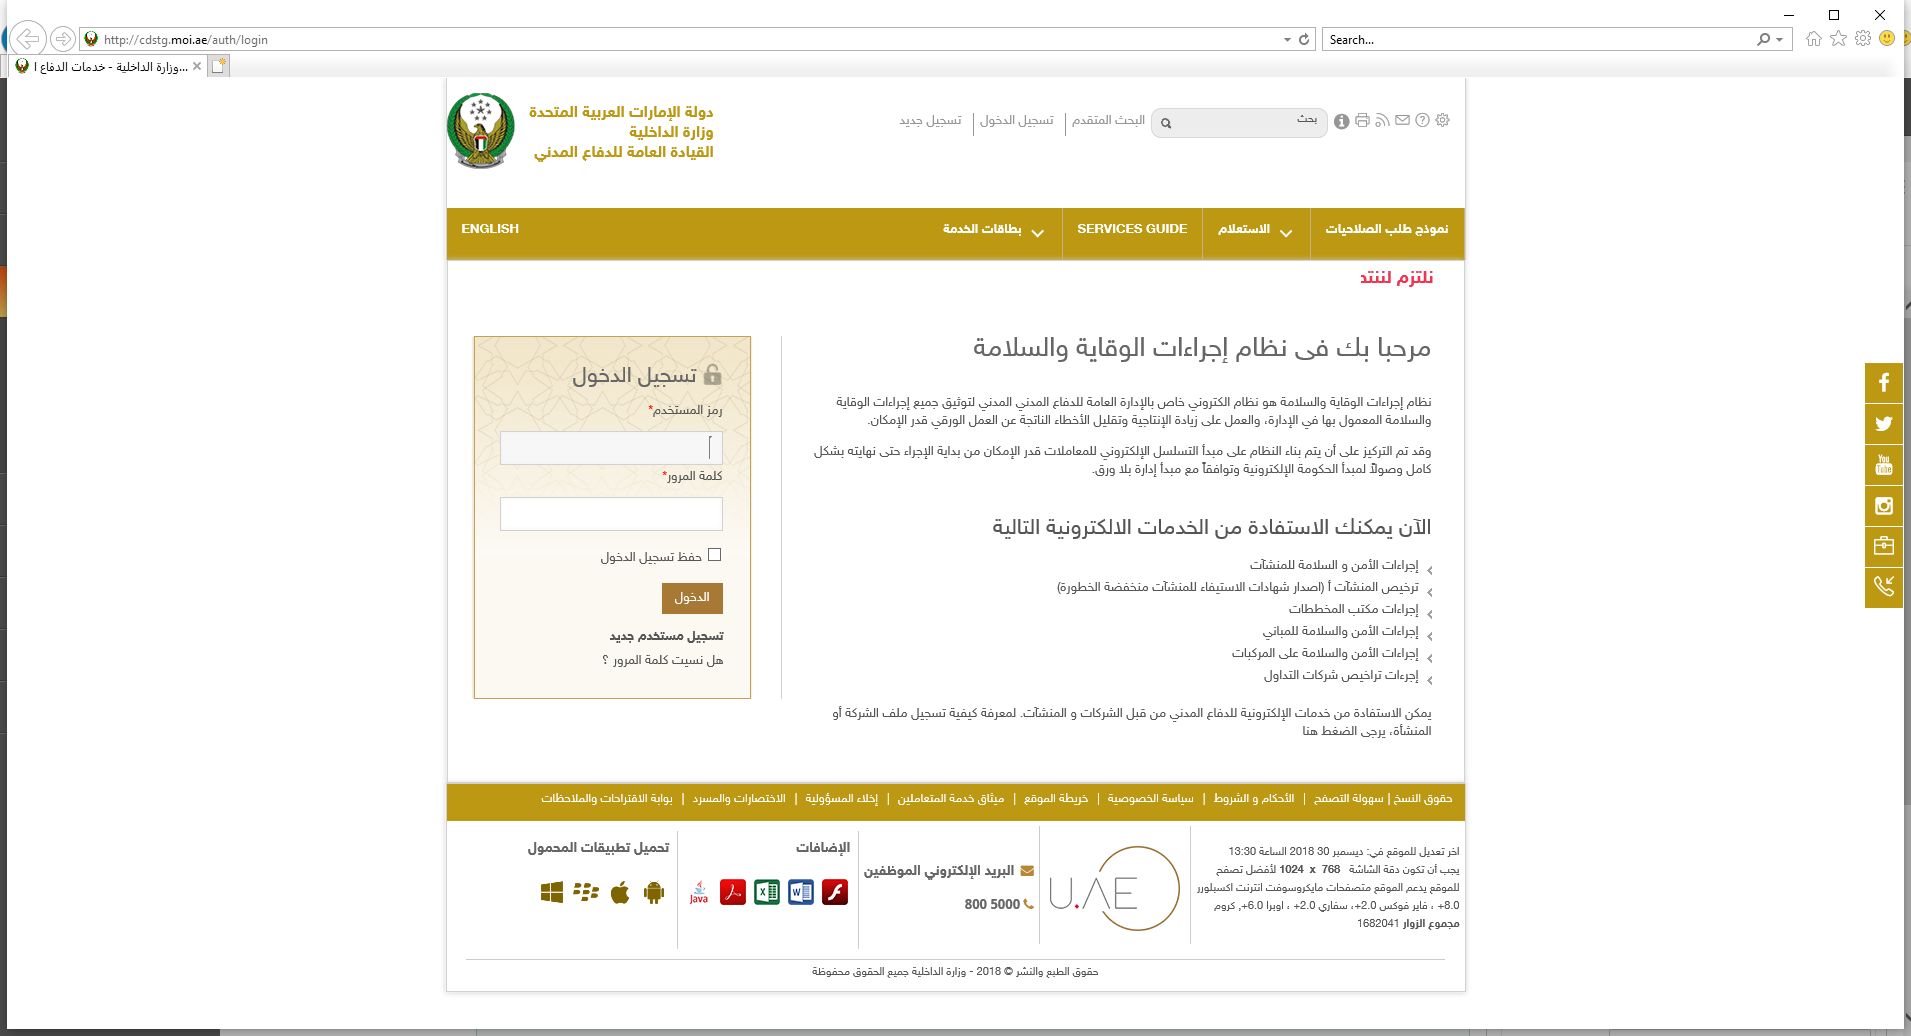 http://cdstg.moi.ae/auth/login
Search...
وزارة الداخلية - خدمات الدفاع ا...
دولة الإمارات العربية المتحدة
وزارة الداخلية
القيادة العامة للدفاع المدني
بحث
البحث المتقدم
تسجيل الدخول
تسجيل جديد
نموذج طلب الصلاحيات
الاستعلام
SERVICES GUIDE
بطاقات الخدمة
ENGLISH
نلتزم لننتد
مرحبا بك فى نظام إجراءات الوقاية والسلامة
نظام إجراءات الوقاية والسلامة هو نظام الكتروني خاص بالإدارة العامة للدفاع المدني المدني لتوثيق جميع إجراءات الوقاية
والسلامة المعمول بها في الإدارة، والعمل على زيادة الإنتاجية وتقليل الأخطاء الناتجة عن العمل الورقي قدر الإمكان.
وقد تم التركيز على أن يتم بناء النظام على مبدأ التسلسل الإلكتروني للمعاملات قدر الإمكان من بداية الإجراء حتى نهايته بشكل
كامل وصولاً لمبدأ الحكومة الإلكترونية وتوافقاً مع مبدأ إدارة بلا ورق.
الآن يمكنك الاستفادة من الخدمات الالكترونية التالية
إجراءات الأمن و السلامة للمنشآت
ترخيص المنشآت أ (اصدار شهادات الاستيفاء للمنشآت منخفضة الخطورة)
إجراءات مكتب المخططات
إجراءات الأمن والسلامة للمباني
إجراءات الأمن والسلامة على المركبات
إجرءات تراخيص شركات التداول
يمكن الاستفادة من خدمات الإلكترونية للدفاع المدني من قبل الشركات و المنشآت. لمعرفة كيفية تسجيل ملف الشركة أو
المنشأة، يرجى الضغط هنا
تسجيل الدخول
رمز المستخدم*
كلمة المرور*
حفظ تسجيل الدخول
الدخول
تسجيل مستخدم جديد
هل نسيت كلمة المرور ؟
You Tube
حقوق النسخ | سهولة التصفح | الأحكام و الشروط | سياسة الخصوصية | خريطة الموقع | ميثاق خدمة المتعاملين | إخلاء المسؤولية | الاختصارات والمسرد | بوابة الاقتراحات والملاحظات
اخر تعديل للموقع في: ديسمبر 30 2018 الساعة 13:30
يجب أن تكون دقة الشاشة 768 x 1024 لأفضل تصفح
للموقع يدعم الموقع متصفحات مايكروسوفت انترنت اكسبلورر
8.0+ ، فاير فوكس 2.0+، سفاري 2.0+ ، اوبرا 6.0+, كروم
مجموع الزوار 1682041
U.AE
البريد الإلكتروني الموظفين
800 5000
الإضافات
Java
تحميل تطبيقات المحمول
حقوق الطبع والنشر © 2018 - وزارة الداخلية جميع الحقوق محفوظة